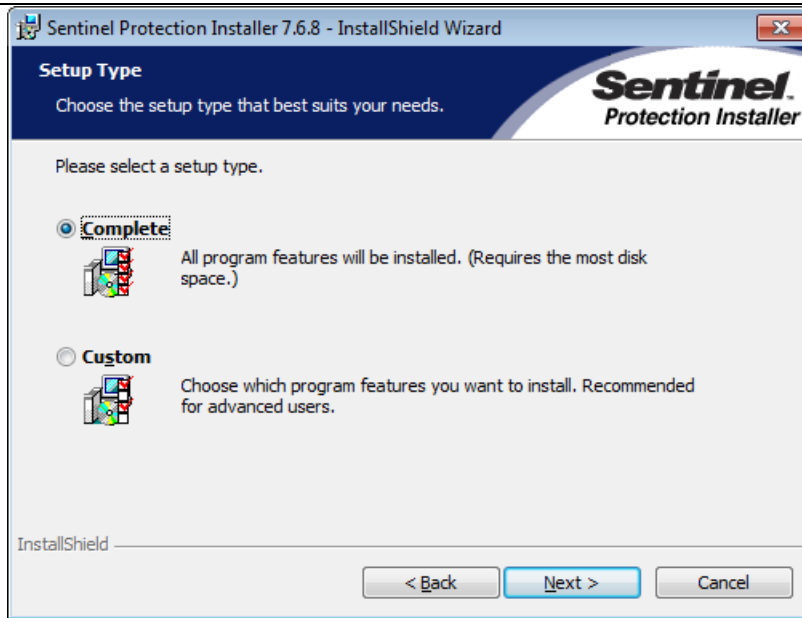 Sentinel Protection Installer 7.6.8 - InstallShield Wizard
Setup Type
Choose the setup type that best suits your needs.
Sentinel.
Protection Installer
Please select a setup type.
Complete
All program features will be installed. (Requires the most disk
space.)
Custom
Choose which program features you want to install. Recommended
for advanced users.
InstallShield
< Back
Next >
Cancel